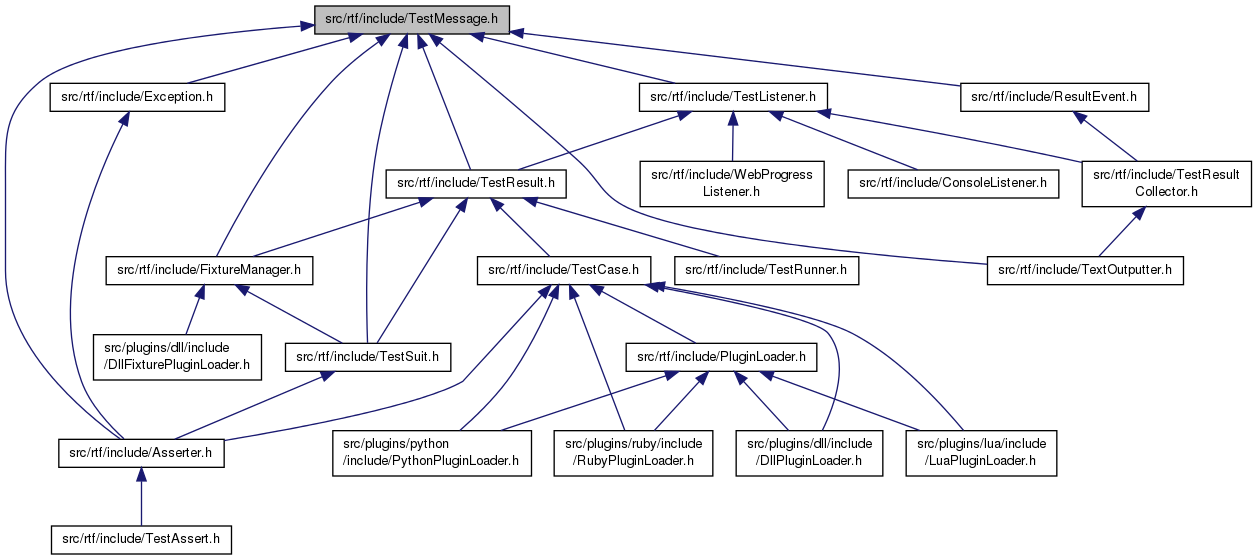 src/rtf/include/TestMessage.h
src/rtf/include/Exception.h
src/rtf/include/TestListener.h
src/rtf/include/ResultEvent.h
src/rtf/include/TestResult.h
src/rtf/include/WebProgress
Listener.h
src/rtf/include/ConsoleListener.h
src/rtf/include/TestResult
Collector.h
src/rtf/include/FixtureManager.h
src/rtf/include/TestCase.h
src/rtf/include/TestRunner.h
src/rtf/include/TextOutputter.h
src/plugins/dll/include
/DllFixturePluginLoader.h
src/rtf/include/TestSuit.h
src/rtf/include/PluginLoader.h
src/rtf/include/Asserter.h
src/plugins/python
/include/PythonPluginLoader.h
src/plugins/ruby/include
/RubyPluginLoader.h
src/plugins/dll/include
/DllPluginLoader.h
src/plugins/lua/include
/LuaPluginLoader.h
src/rtf/include/TestAssert.h